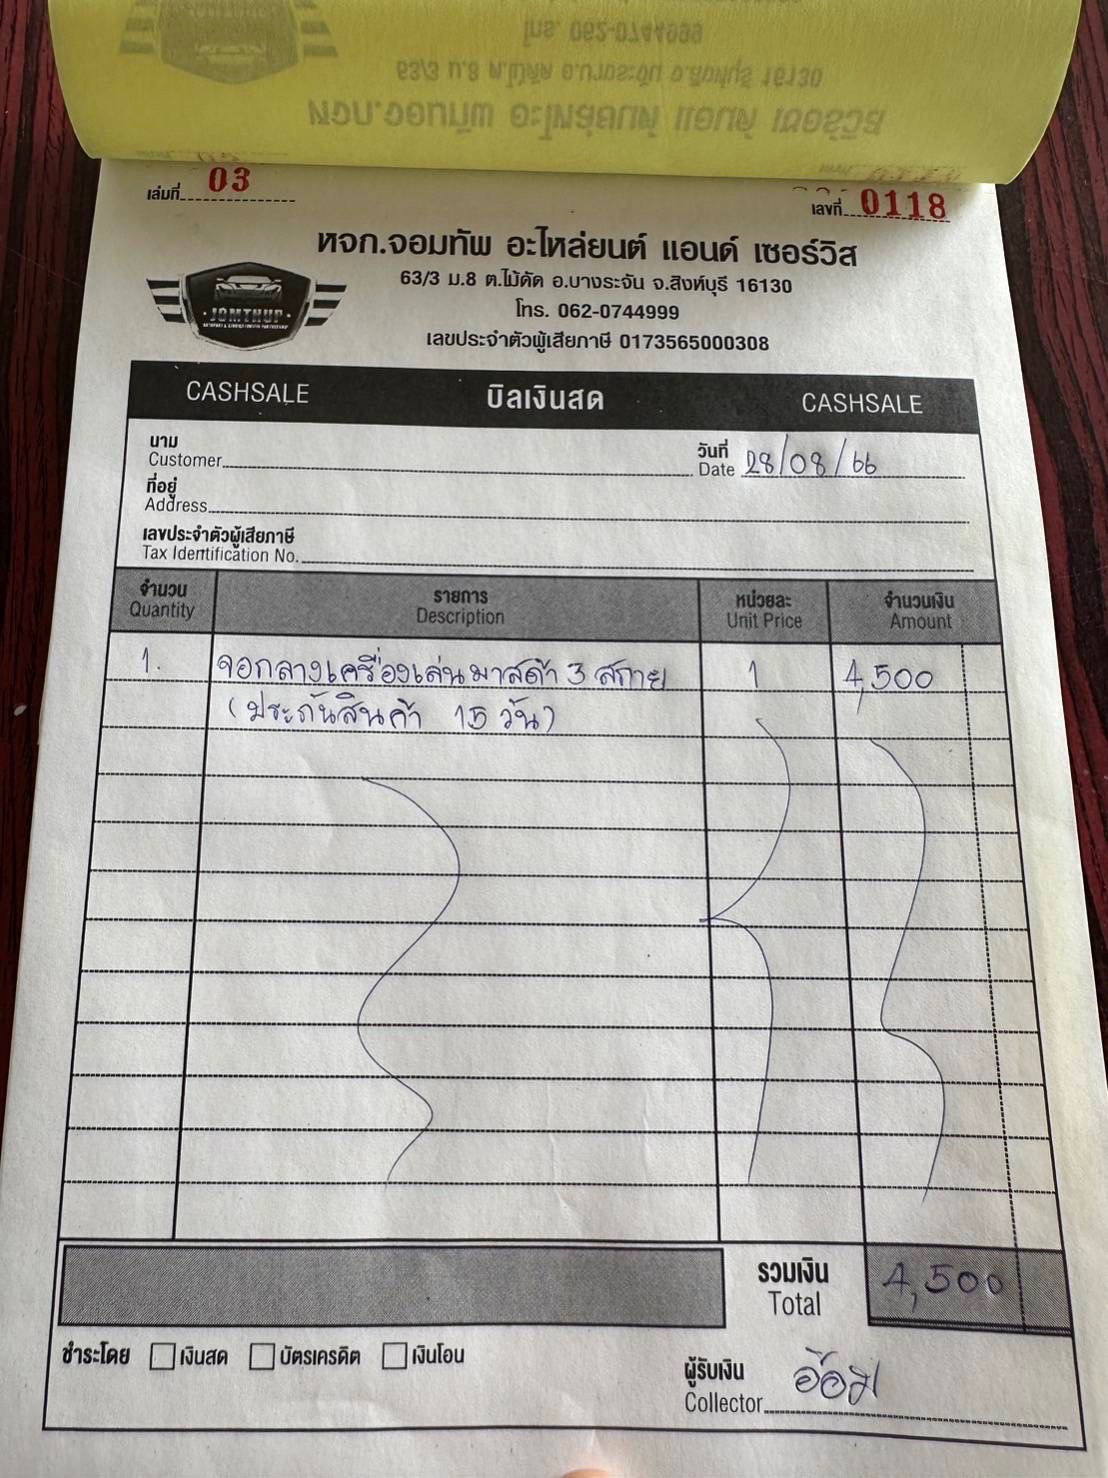 เล่มที่ 03
เลขที่ 0118
หจก.จอมทัพ อะไหล่ยนต์ แอนด์ เซอร์วิส
63/3 ม.8 ต.ไม้ดัด อ.บางระจัน จ.สิงห์บุรี 16130
โทร. 062-0744999
เลขประจำตัวผู้เสียภาษี 0173565000308
JOMTHUP
CASHSALE บิลเงินสด CASHSALE
นาม
Customer
วันที่
Date 28/08/66
ที่อยู่
Address
เลขประจำตัวผู้เสียภาษี
Tax Identification No.
จำนวน รายการ หน่วยละ จำนวนเงิน
Quantity Description Unit Price Amount
1. จอกลางเครื่องเล่นมาสด้า 3 สกาย 1 4,500
(ประกันสินค้า 15 วัน)
รวมเงิน
Total 4,500
ชำระโดย เงินสด บัตรเครดิต เงินโอน
ผู้รับเงิน
Collector อ้อม